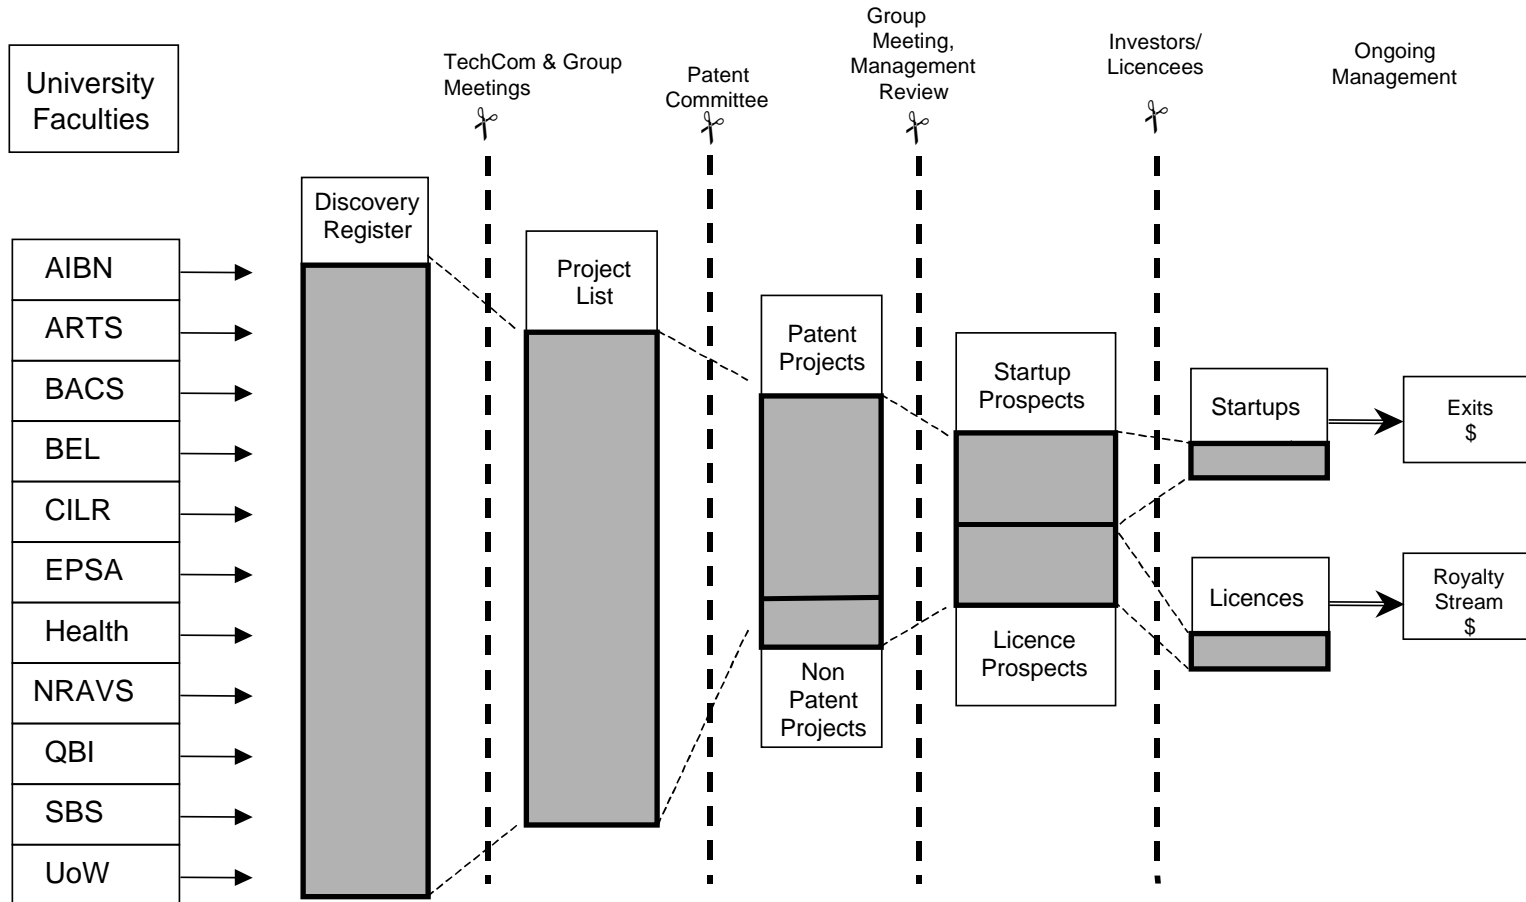 University
Faculties
TechCom & Group
Meetings
Patent
Committee
Group
Meeting,
Management
Review
Investors/
Licencees
Ongoing
Management
AIBN
ARTS
BACS
BEL
CILR
EPSA
Health
NRAVS
QBI
SBS
UoW
Discovery
Register
Project
List
Patent
Projects
Non
Patent
Projects
Startup
Prospects
Licence
Prospects
Startups
Exits
$
Licences
Royalty
Stream
$